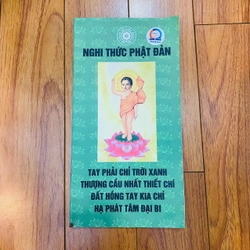 NGHI THỨC PHẬT ĐẢN
TAY PHẢI CHỈ TRỜI XANH
THƯỢNG CẦU NHẤT THIẾT CHÍ
ĐẤT HỒNG TAY KIA CHỈ
HẠ PHÁT TÂM ĐẠI BI